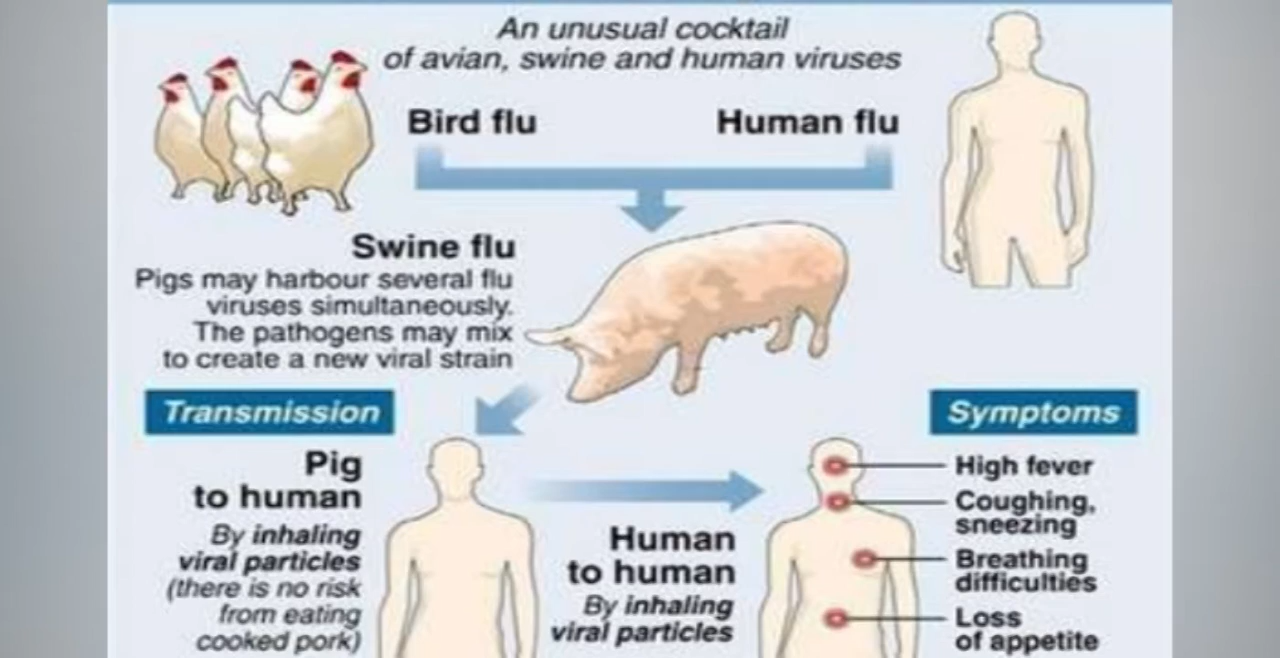 An unusual cocktail
of avian, swine and human viruses
Bird flu
Human flu
Swine flu
Pigs may harbour several flu
viruses simultaneously.
The pathogens may mix
to create a new viral strain
Transmission
Pig
to human
By inhaling
viral particles
(there is no risk
from eating
cooked pork)
Human
to human
By inhaling
viral particles
Symptoms
High fever
Coughing,
sneezing
Breathing
difficulties
Loss
of appetite